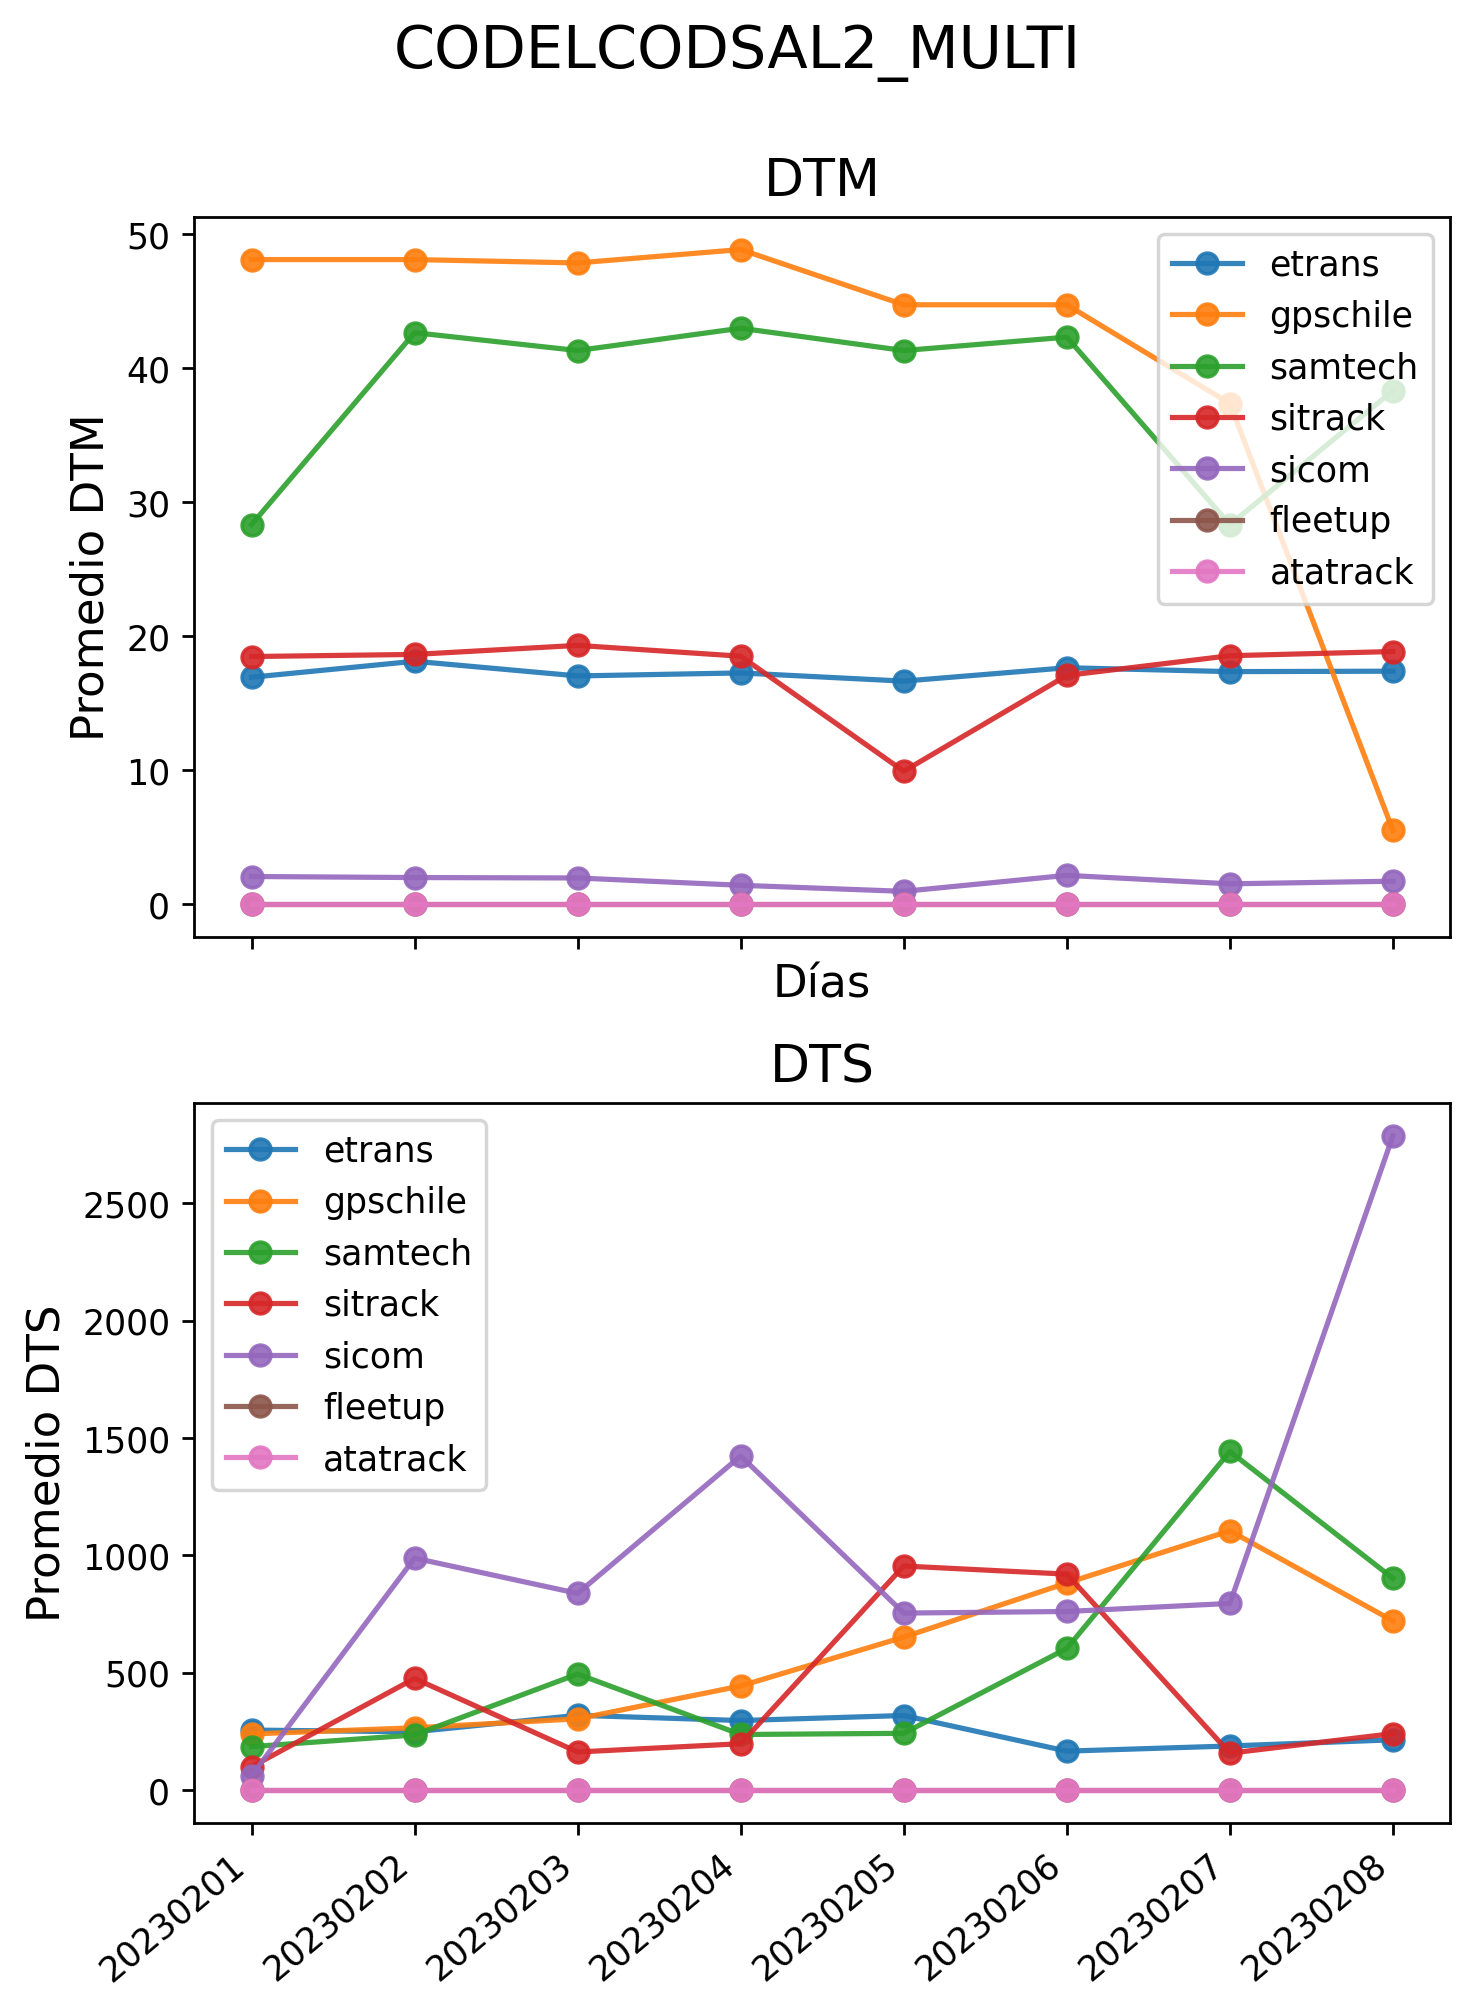 CODELCODSAL2_MULTI
DTM
Promedio DTM
50
40
30
20
10
0
etrans
gpschile
samtech
sitrack
sicom
fleetup
atatrack
Días
DTS
Promedio DTS
2500
2000
1500
1000
500
0
etrans
gpschile
samtech
sitrack
sicom
fleetup
atatrack
20230201
20230202
20230203
20230204
20230205
20230206
20230207
20230208